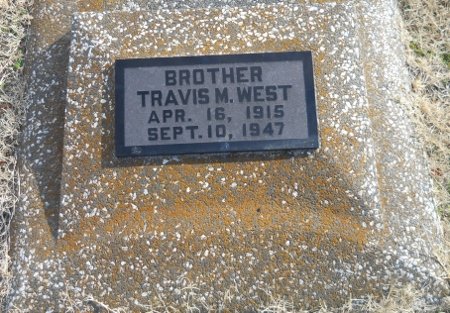 BROTHER
TRAVIS M. WEST
APR. 16, 1915
SEPT. 10, 1947